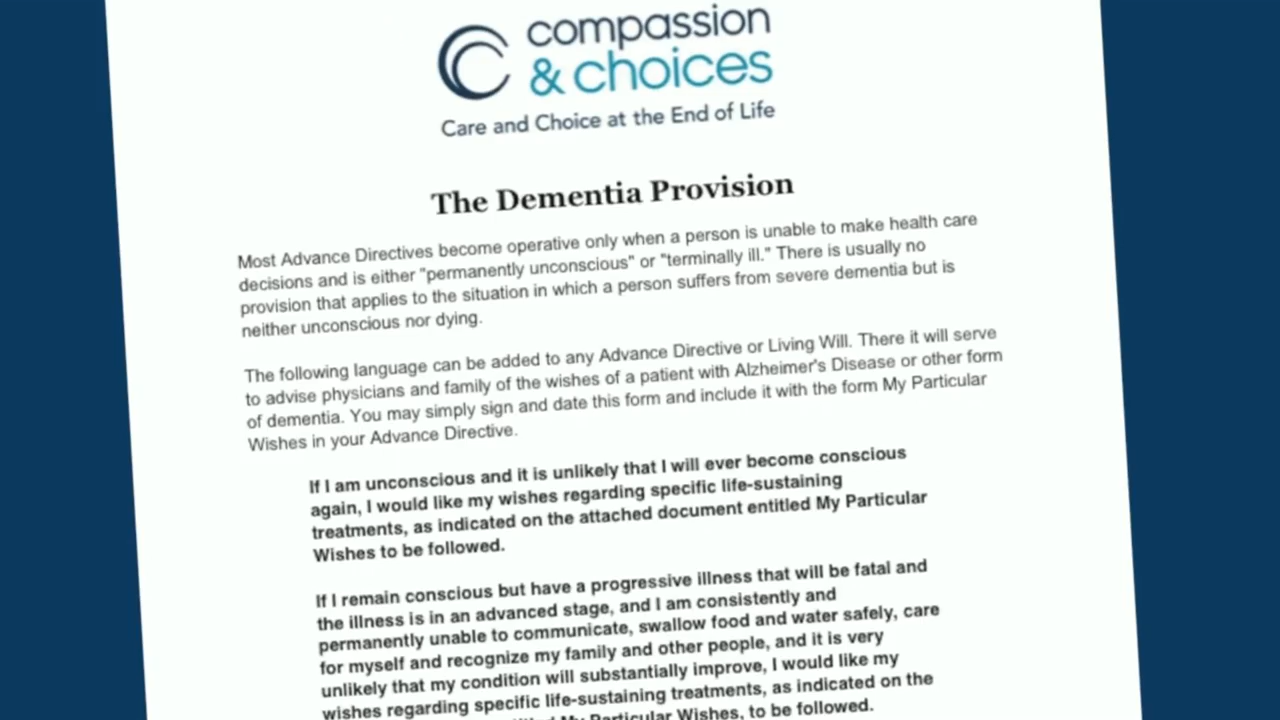 compassion
& choices
Care and Choice at the End of Life
The Dementia Provision
Most Advance Directives become operative only when a person is unable to make health care
decisions and is either "permanently unconscious" or "terminally ill." There is usually no
provision that applies to the situation in which a person suffers from severe dementia but is
neither unconscious nor dying.
The following language can be added to any Advance Directive or Living Will. There it will serve
to advise physicians and family of the wishes of a patient with Alzheimer's Disease or other form
of dementia. You may simply sign and date this form and include it with the form My Particular
Wishes in your Advance Directive.
If I am unconscious and it is unlikely that I will ever become conscious
again, I would like my wishes regarding specific life-sustaining
treatments, as indicated on the attached document entitled My Particular
Wishes to be followed.
If I remain conscious but have a progressive illness that will be fatal and
the illness is in an advanced stage, and I am consistently and
permanently unable to communicate, swallow food and water safely, care
for myself and recognize my family and other people, and it is very
unlikely that my condition will substantially improve, I would like my
wishes regarding specific life-sustaining treatments, as indicated on the
My Particular Wishes, to be followed.